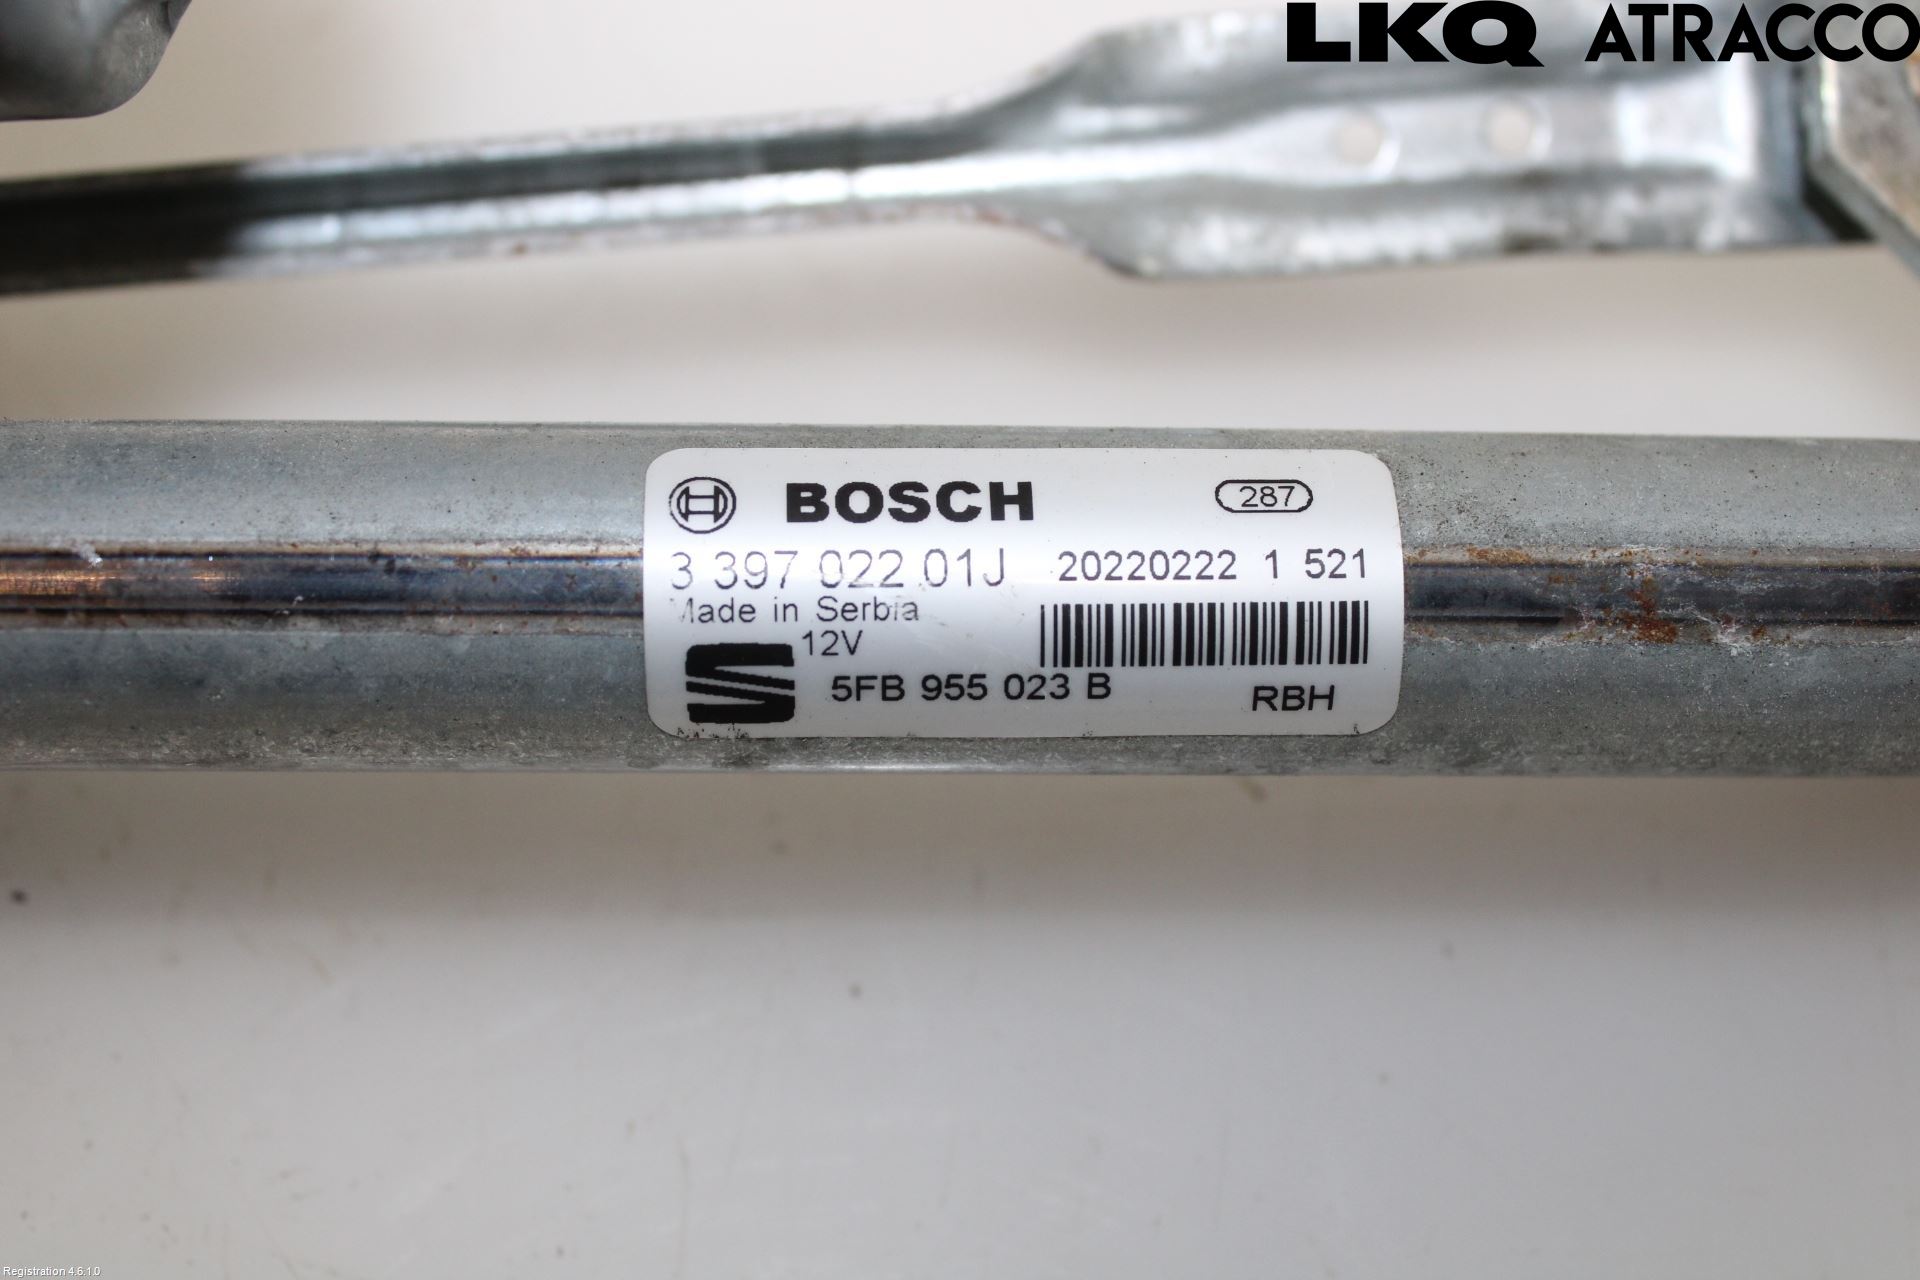 LKQ ATRACCO
BOSCH 287
3 397 022 01J 20220222 1 521
Made in Serbia
12V
5FB 955 023 B RBH
Registration 4.6.1.0